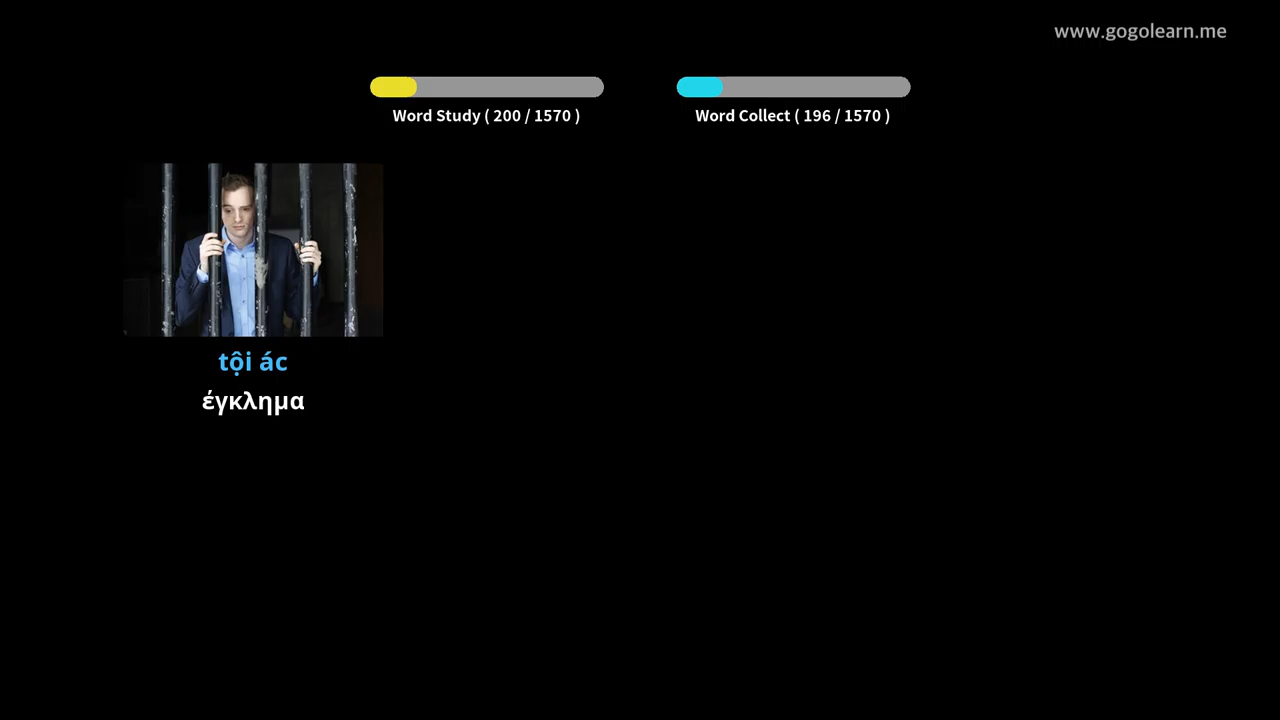 www.gogolearn.me
Word Study ( 200 / 1570 )
Word Collect ( 196 / 1570 )
tội ác
έγκλημα